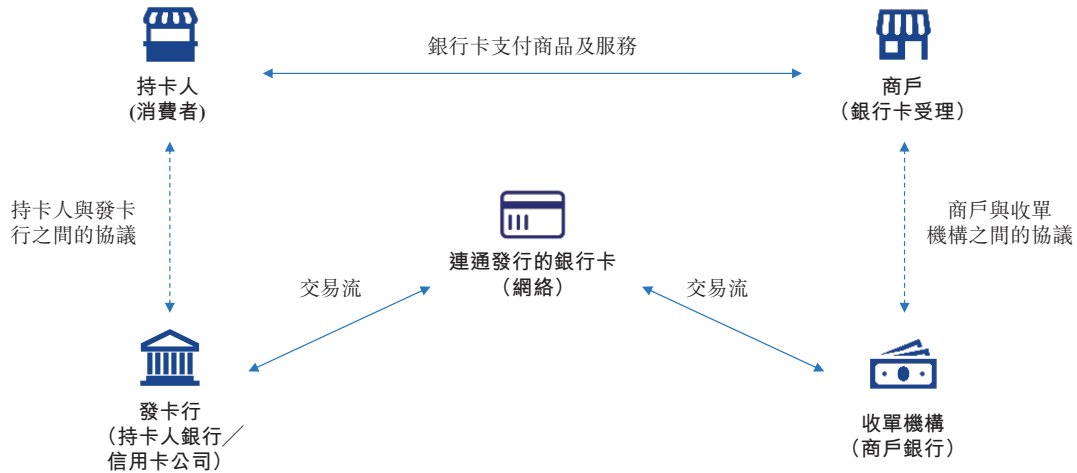 銀行卡支付商品及服務
持卡人
(消費者)
商戶
（銀行卡受理）
持卡人與發卡
行之間的協議
商戶與收單
機構之間的協議
連通發行的銀行卡
（網絡）
交易流
交易流
發卡行
（持卡人銀行／
信用卡公司）
收單機構
（商戶銀行）